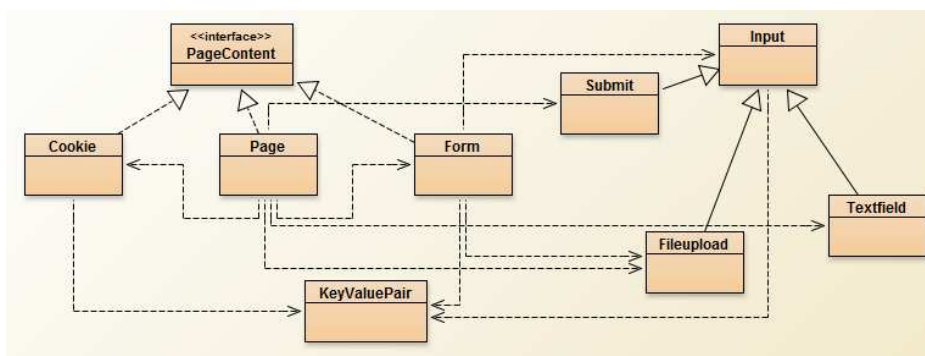 <<interface>>
PageContent
Input
Submit
Cookie
Page
Form
Textfield
Fileupload
KeyValuePair